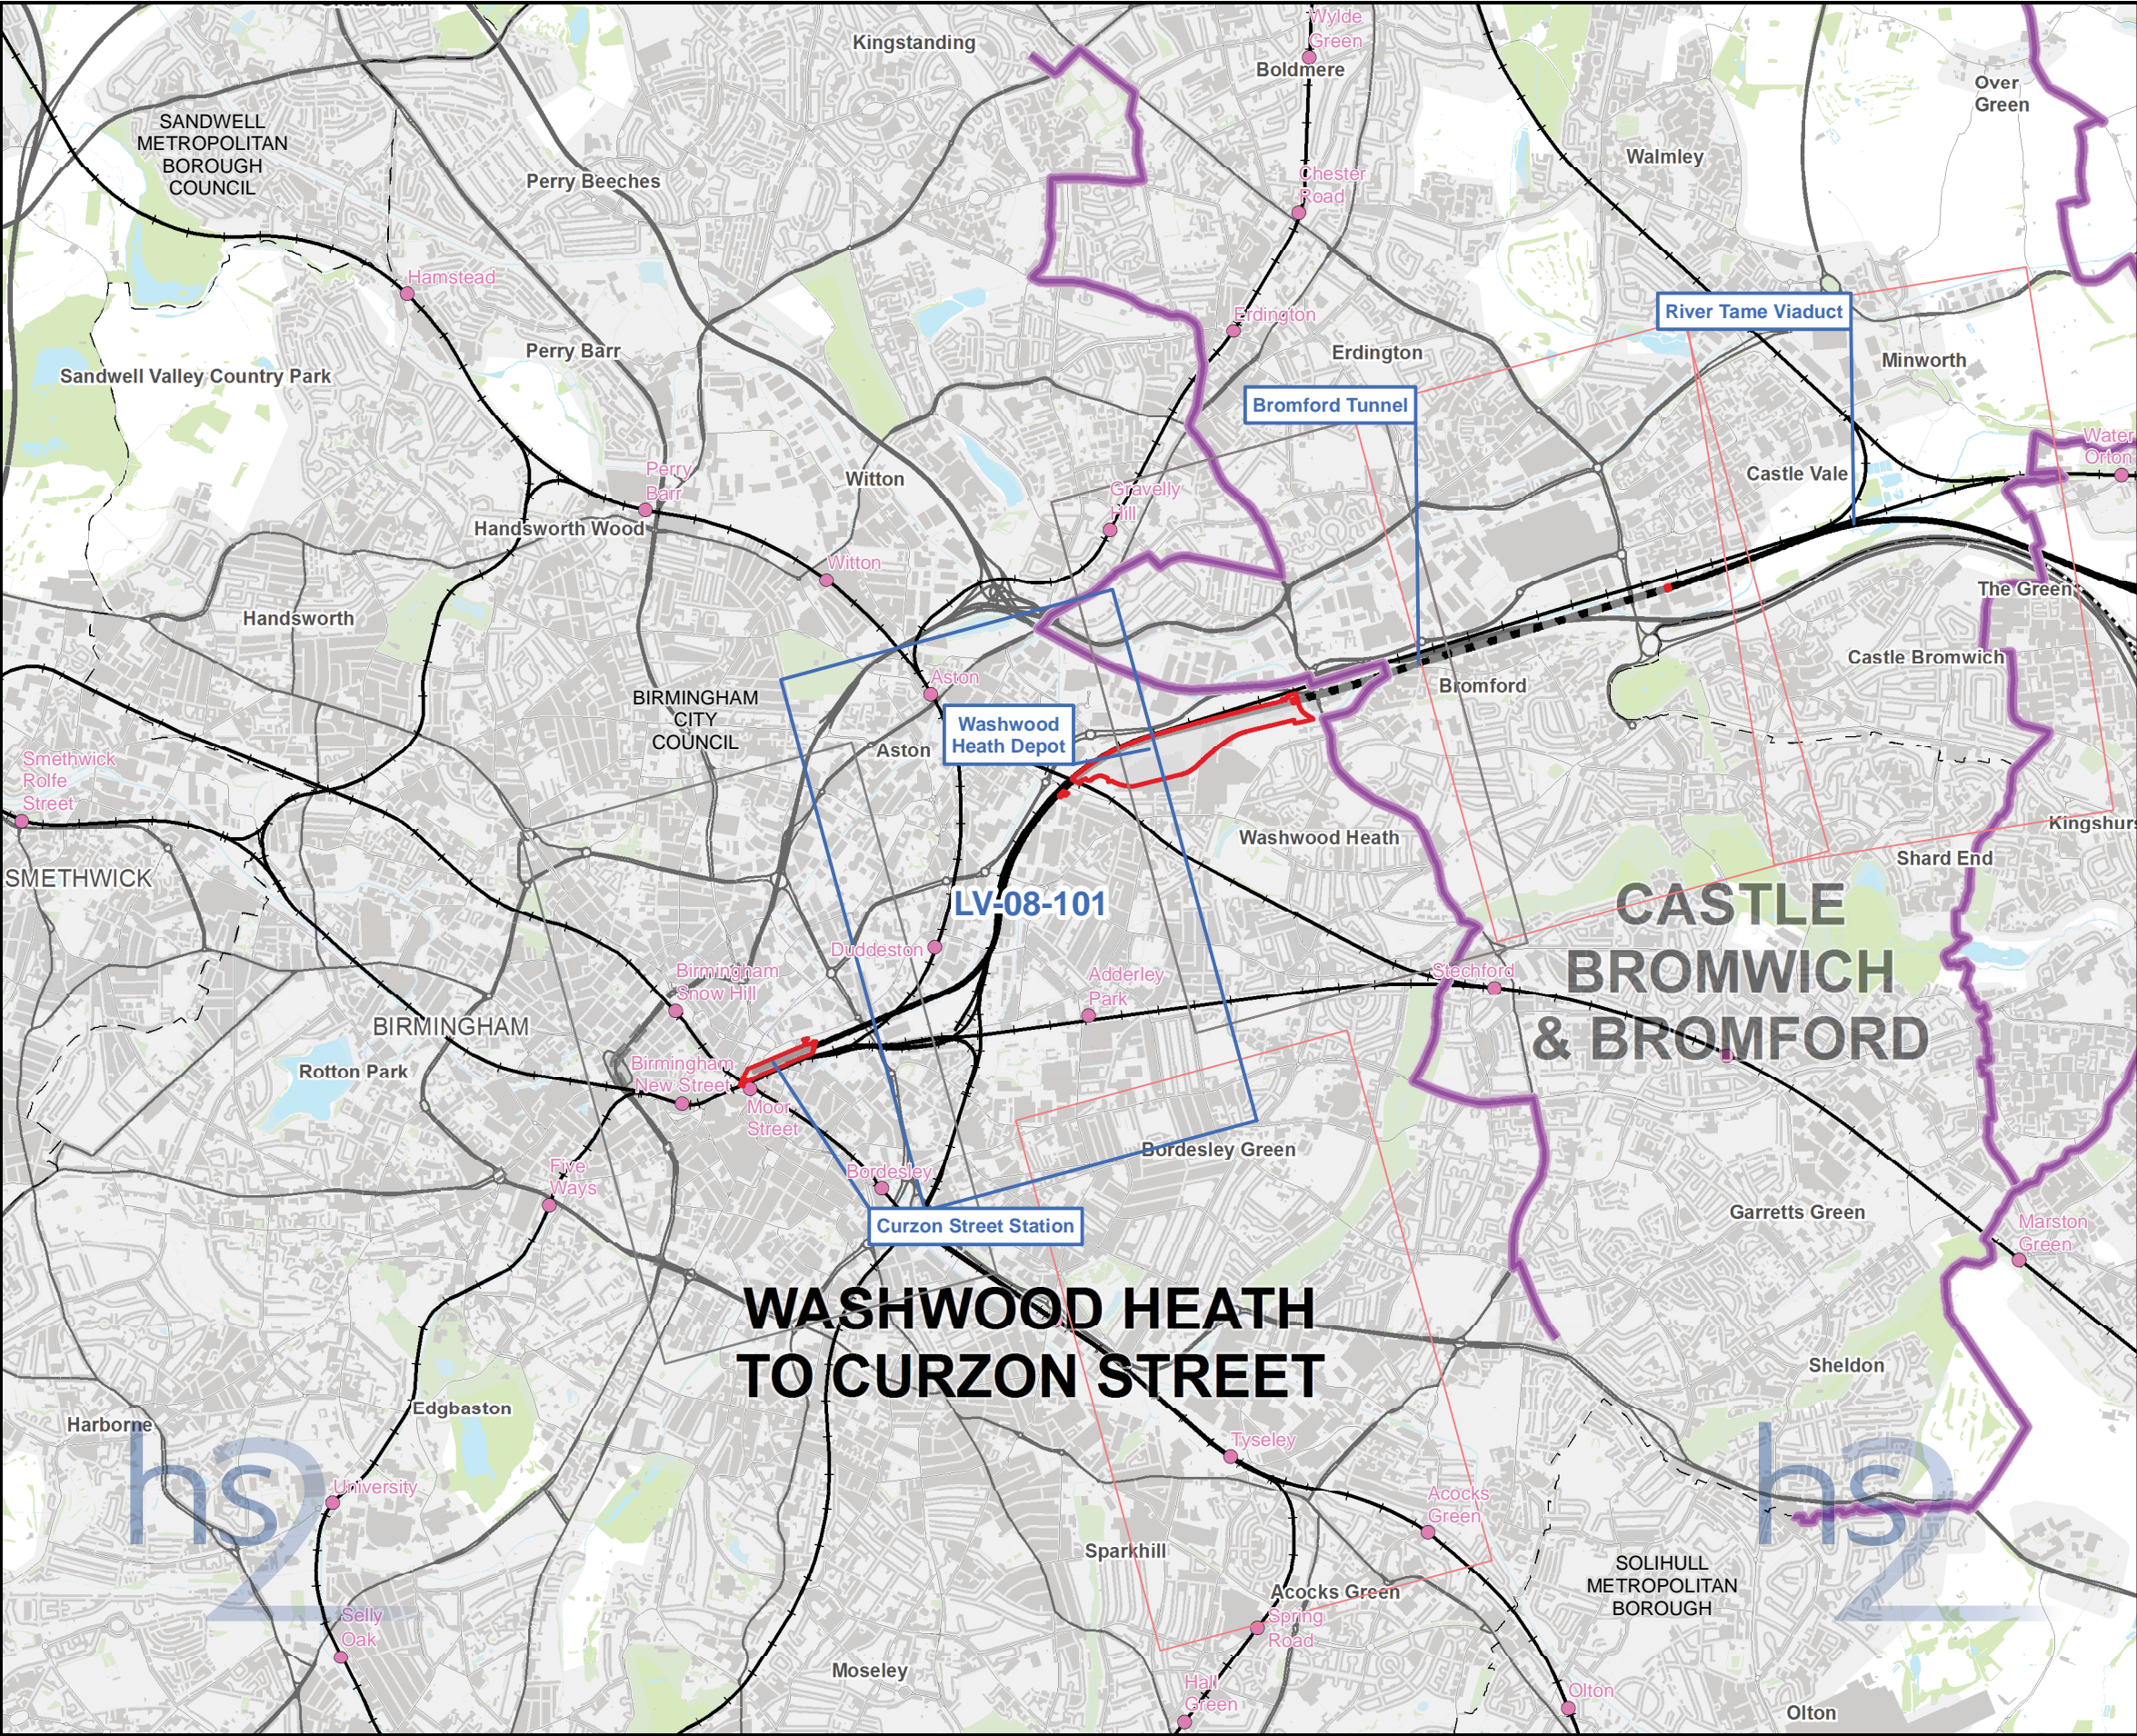 Wylde
Green
Kingstanding
Boldmere
Over
Green
SANDWELL
METROPOLITAN
BOROUGH
COUNCIL
Walmley
Perry Beeches
Chester
Road
Hamstead
Erdington
River Tame Viaduct
Perry Barr
Erdington
Minworth
Sandwell Valley Country Park
Bromford Tunnel
Water
Orton
Perry
Barr
Witton
Castle Vale
Gravelly
Hill
Handsworth Wood
Witton
The Green
Handsworth
Castle Bromwich
Aston
Bromford
BIRMINGHAM
CITY
COUNCIL
Washwood
Heath Depot
Aston
Smethwick
Rolfe
Street
Kingshurs
Washwood Heath
Shard End
SMETHWICK
LV-08-101
CASTLE
BROMWICH
& BROMFORD
Duddeston
Birmingham
Snow Hill
Adderley
Park
Stechford
BIRMINGHAM
Birmingham
New Street
Rotton Park
Moor
Street
Bordesley Green
Five
Ways
Bordesley
Garretts Green
Curzon Street Station
Marston
Green
WASHWOOD HEATH
TO CURZON STREET
Sheldon
Edgbaston
Harborne
Tyseley
hs2
hs2
University
Acocks
Green
Sparkhill
SOLIHULL
METROPOLITAN
BOROUGH
Acocks Green
Selly
Oak
Spring
Road
Moseley
Hall
Green
Olton
Olton